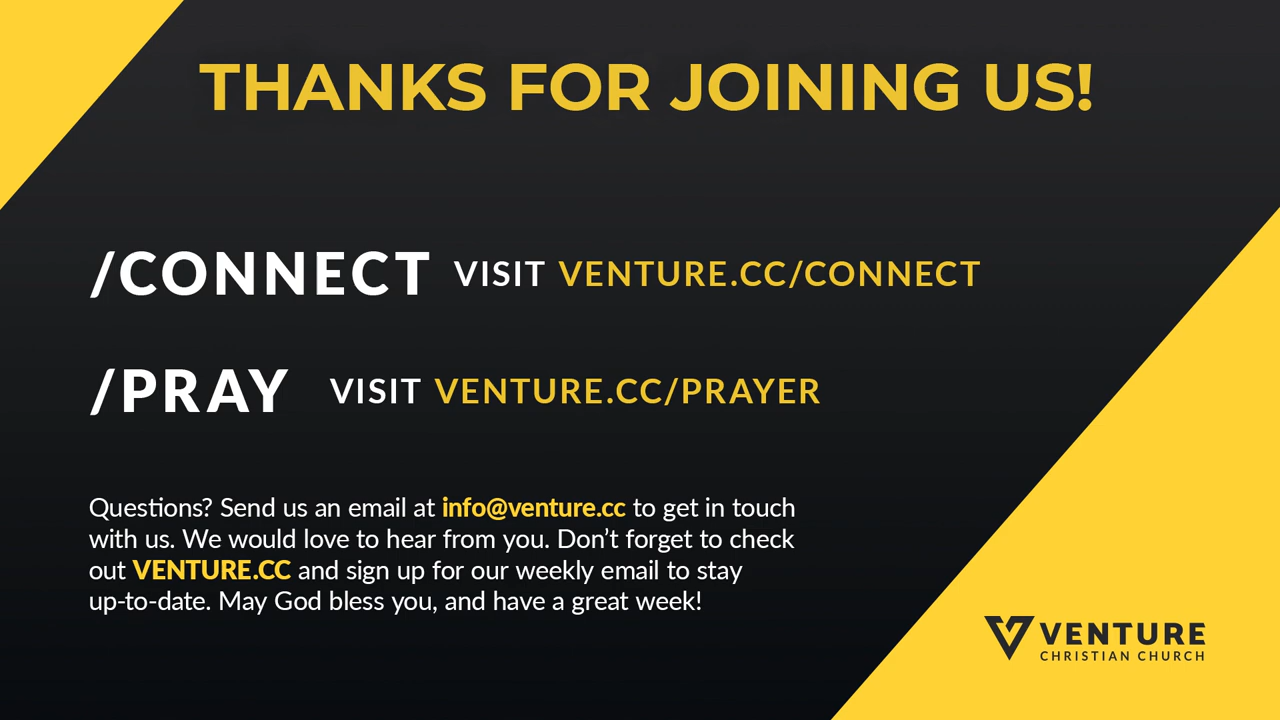 THANKS FOR JOINING US!
/CONNECT VISIT VENTURE.CC/CONNECT
/PRAY VISIT VENTURE.CC/PRAYER
Questions? Send us an email at info@venture.cc to get in touch
with us. We would love to hear from you. Don’t forget to check
out VENTURE.CC and sign up for our weekly email to stay
up-to-date. May God bless you, and have a great week!
VENTURE
CHRISTIAN CHURCH